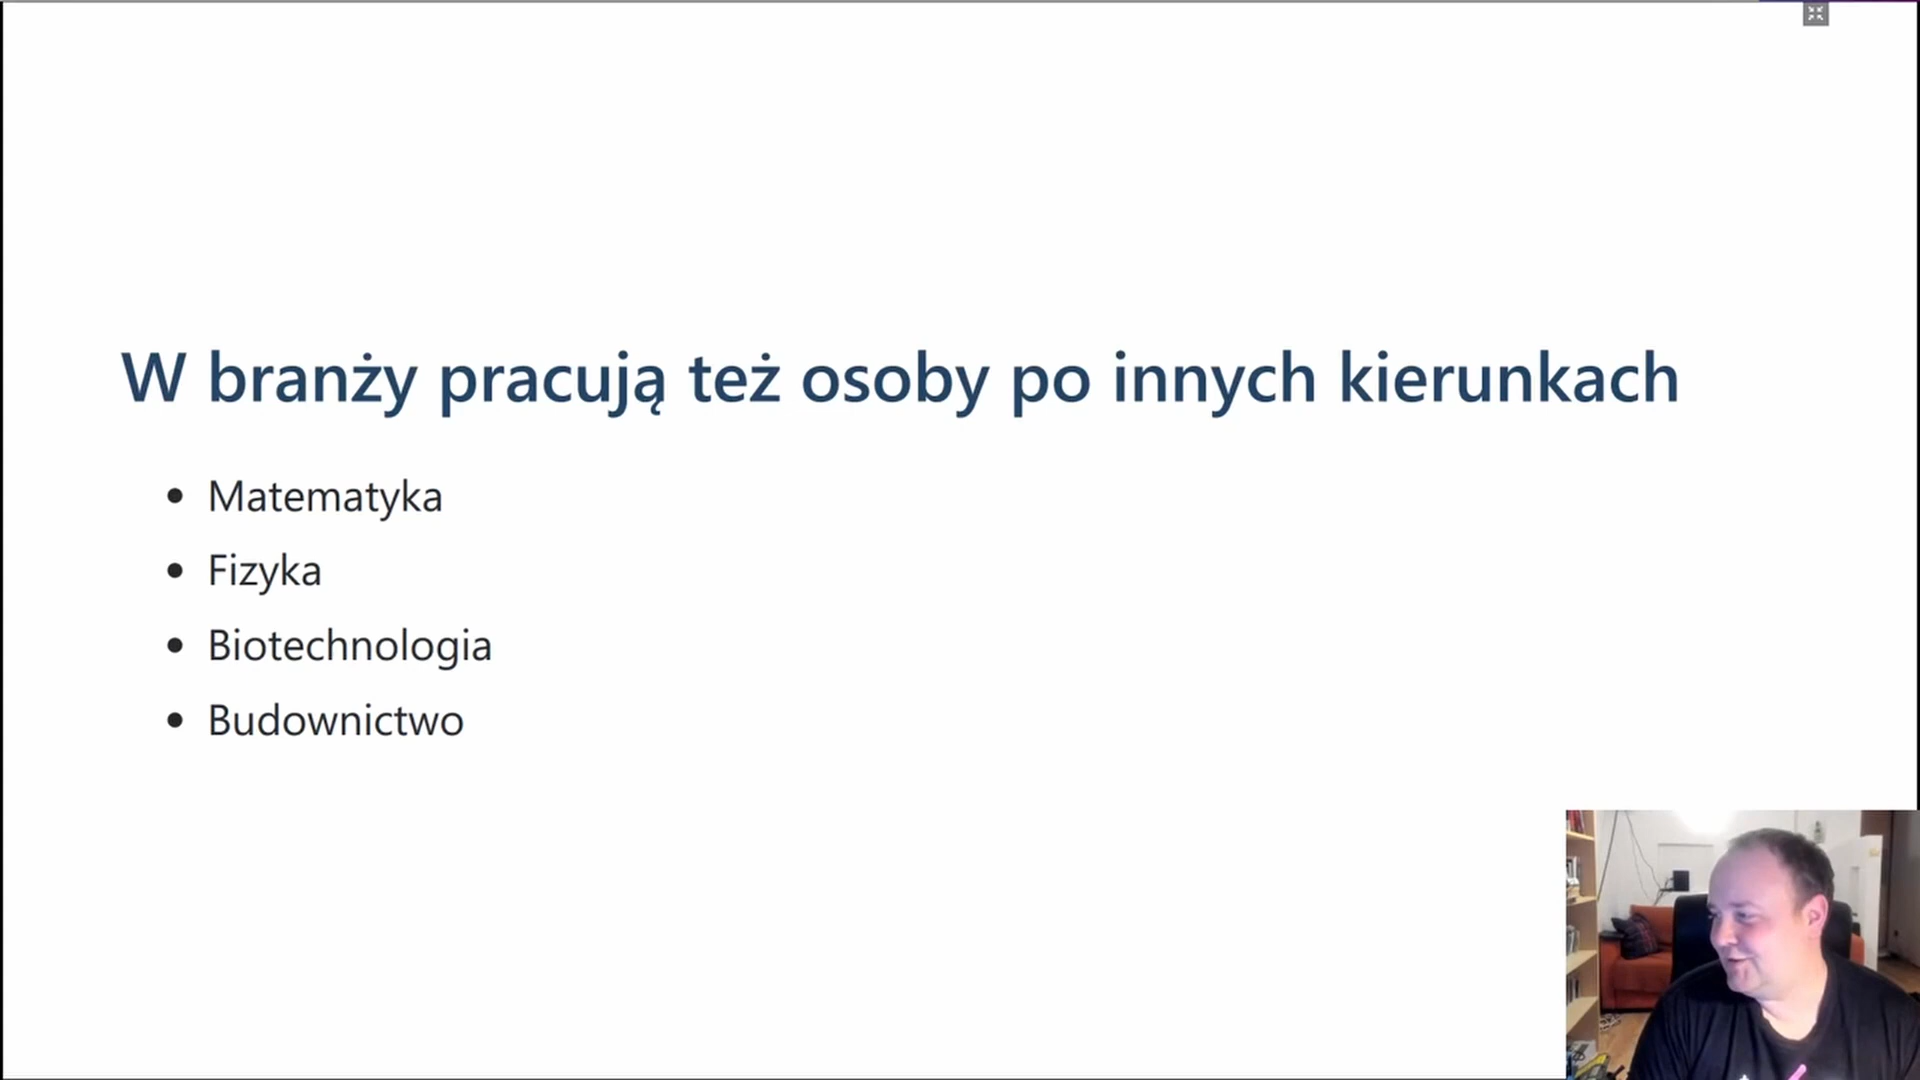 W branży pracują też osoby po innych kierunkach
Matematyka
Fizyka
Biotechnologia
Budownictwo